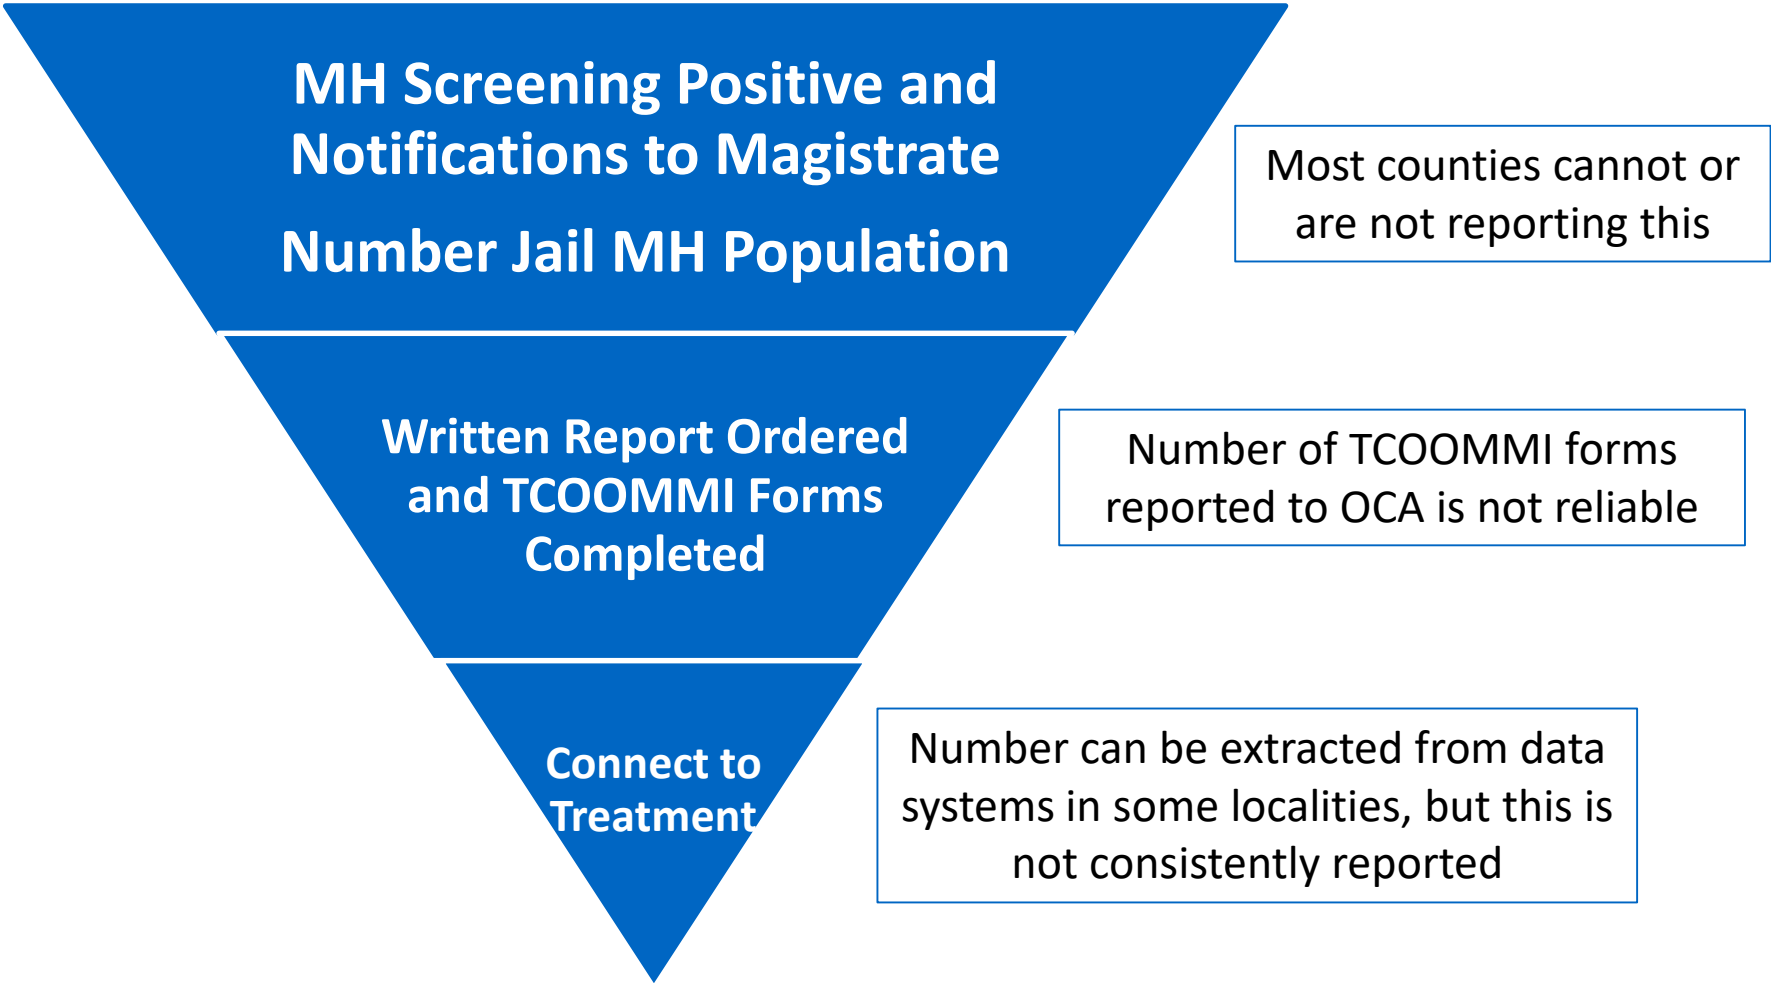 MH Screening Positive and
Notifications to Magistrate
Number Jail MH Population
Most counties cannot or
are not reporting this
Written Report Ordered
and TCOOMMI Forms
Completed
Number of TCOOMMI forms
reported to OCA is not reliable
Connect to
Treatment
Number can be extracted from data
systems in some localities, but this is
not consistently reported